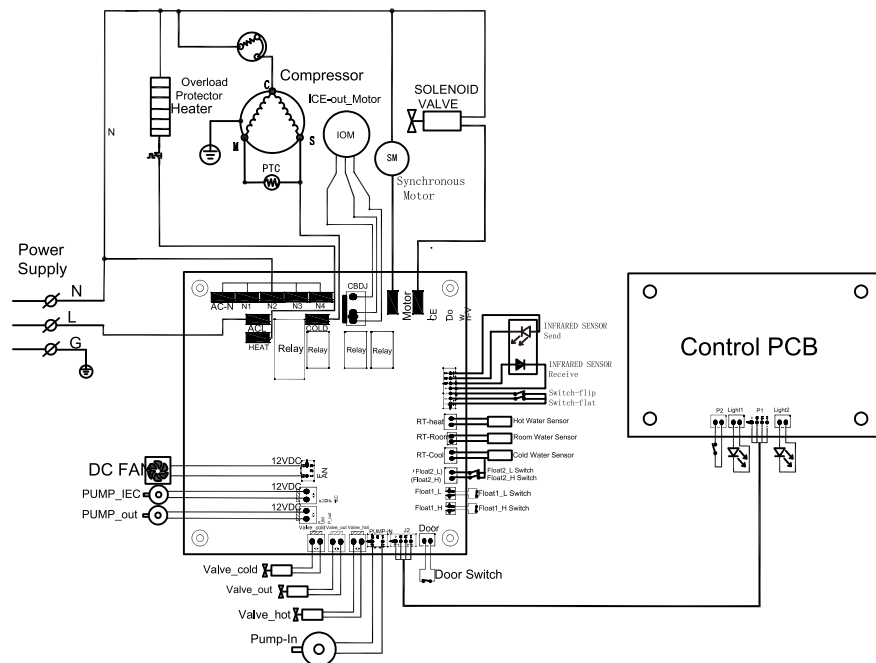 Overload
Protector
Heater
Compressor
C
M
S
PTC
ICE-out_Motor
IOM
SM
Synchronous
Motor
SOLENOID
VALVE
N
Power
Supply
N
L
G
AC-N
N1
N2
N3
N4
ACL
HEAT
COLD
CBDJ
Motor
Relay
Relay
Relay
Relay
INFRARED SENSOR
Send
INFRARED SENSOR
Receive
Switch-flip
Switch-flat
RT-heat
Hot Water Sensor
RT-Room
Room Water Sensor
RT-Cool
Cold Water Sensor
(Float2_L)
Float2_L Switch
(Float2_H)
Float2_H Switch
Float1_L
Float1_L Switch
Float1_H
Float1_H Switch
DC FAN
12VDC
FAN
PUMP_IEC
12VDC
PUMP_out
12VDC
Valve_cold
Valve_out
Valve_hot
PUMP-IN
J2
Door
Valve_cold
Valve_out
Valve_hot
Pump-In
Door Switch
Control PCB
P2
Light1
P1
Light2